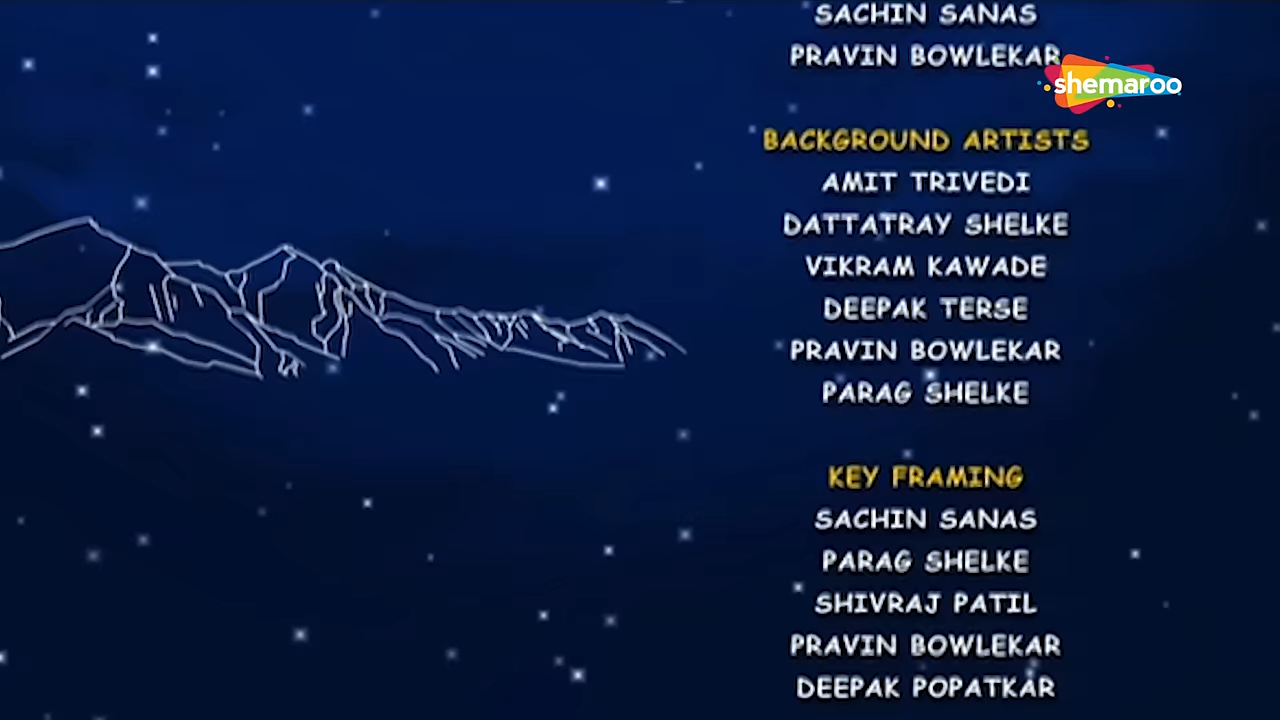 SACHIN SANAS
PRAVIN BOWLEKAR
shemaroo
BACKGROUND ARTISTS
AMIT TRIVEDI
DATTATRAY SHELKE
VIKRAM KAWADE
DEEPAK TERSE
PRAVIN BOWLEKAR
PARAG SHELKE
KEY FRAMING
SACHIN SANAS
PARAG SHELKE
SHIVRAJ PATIL
PRAVIN BOWLEKAR
DEEPAK POPATKAR